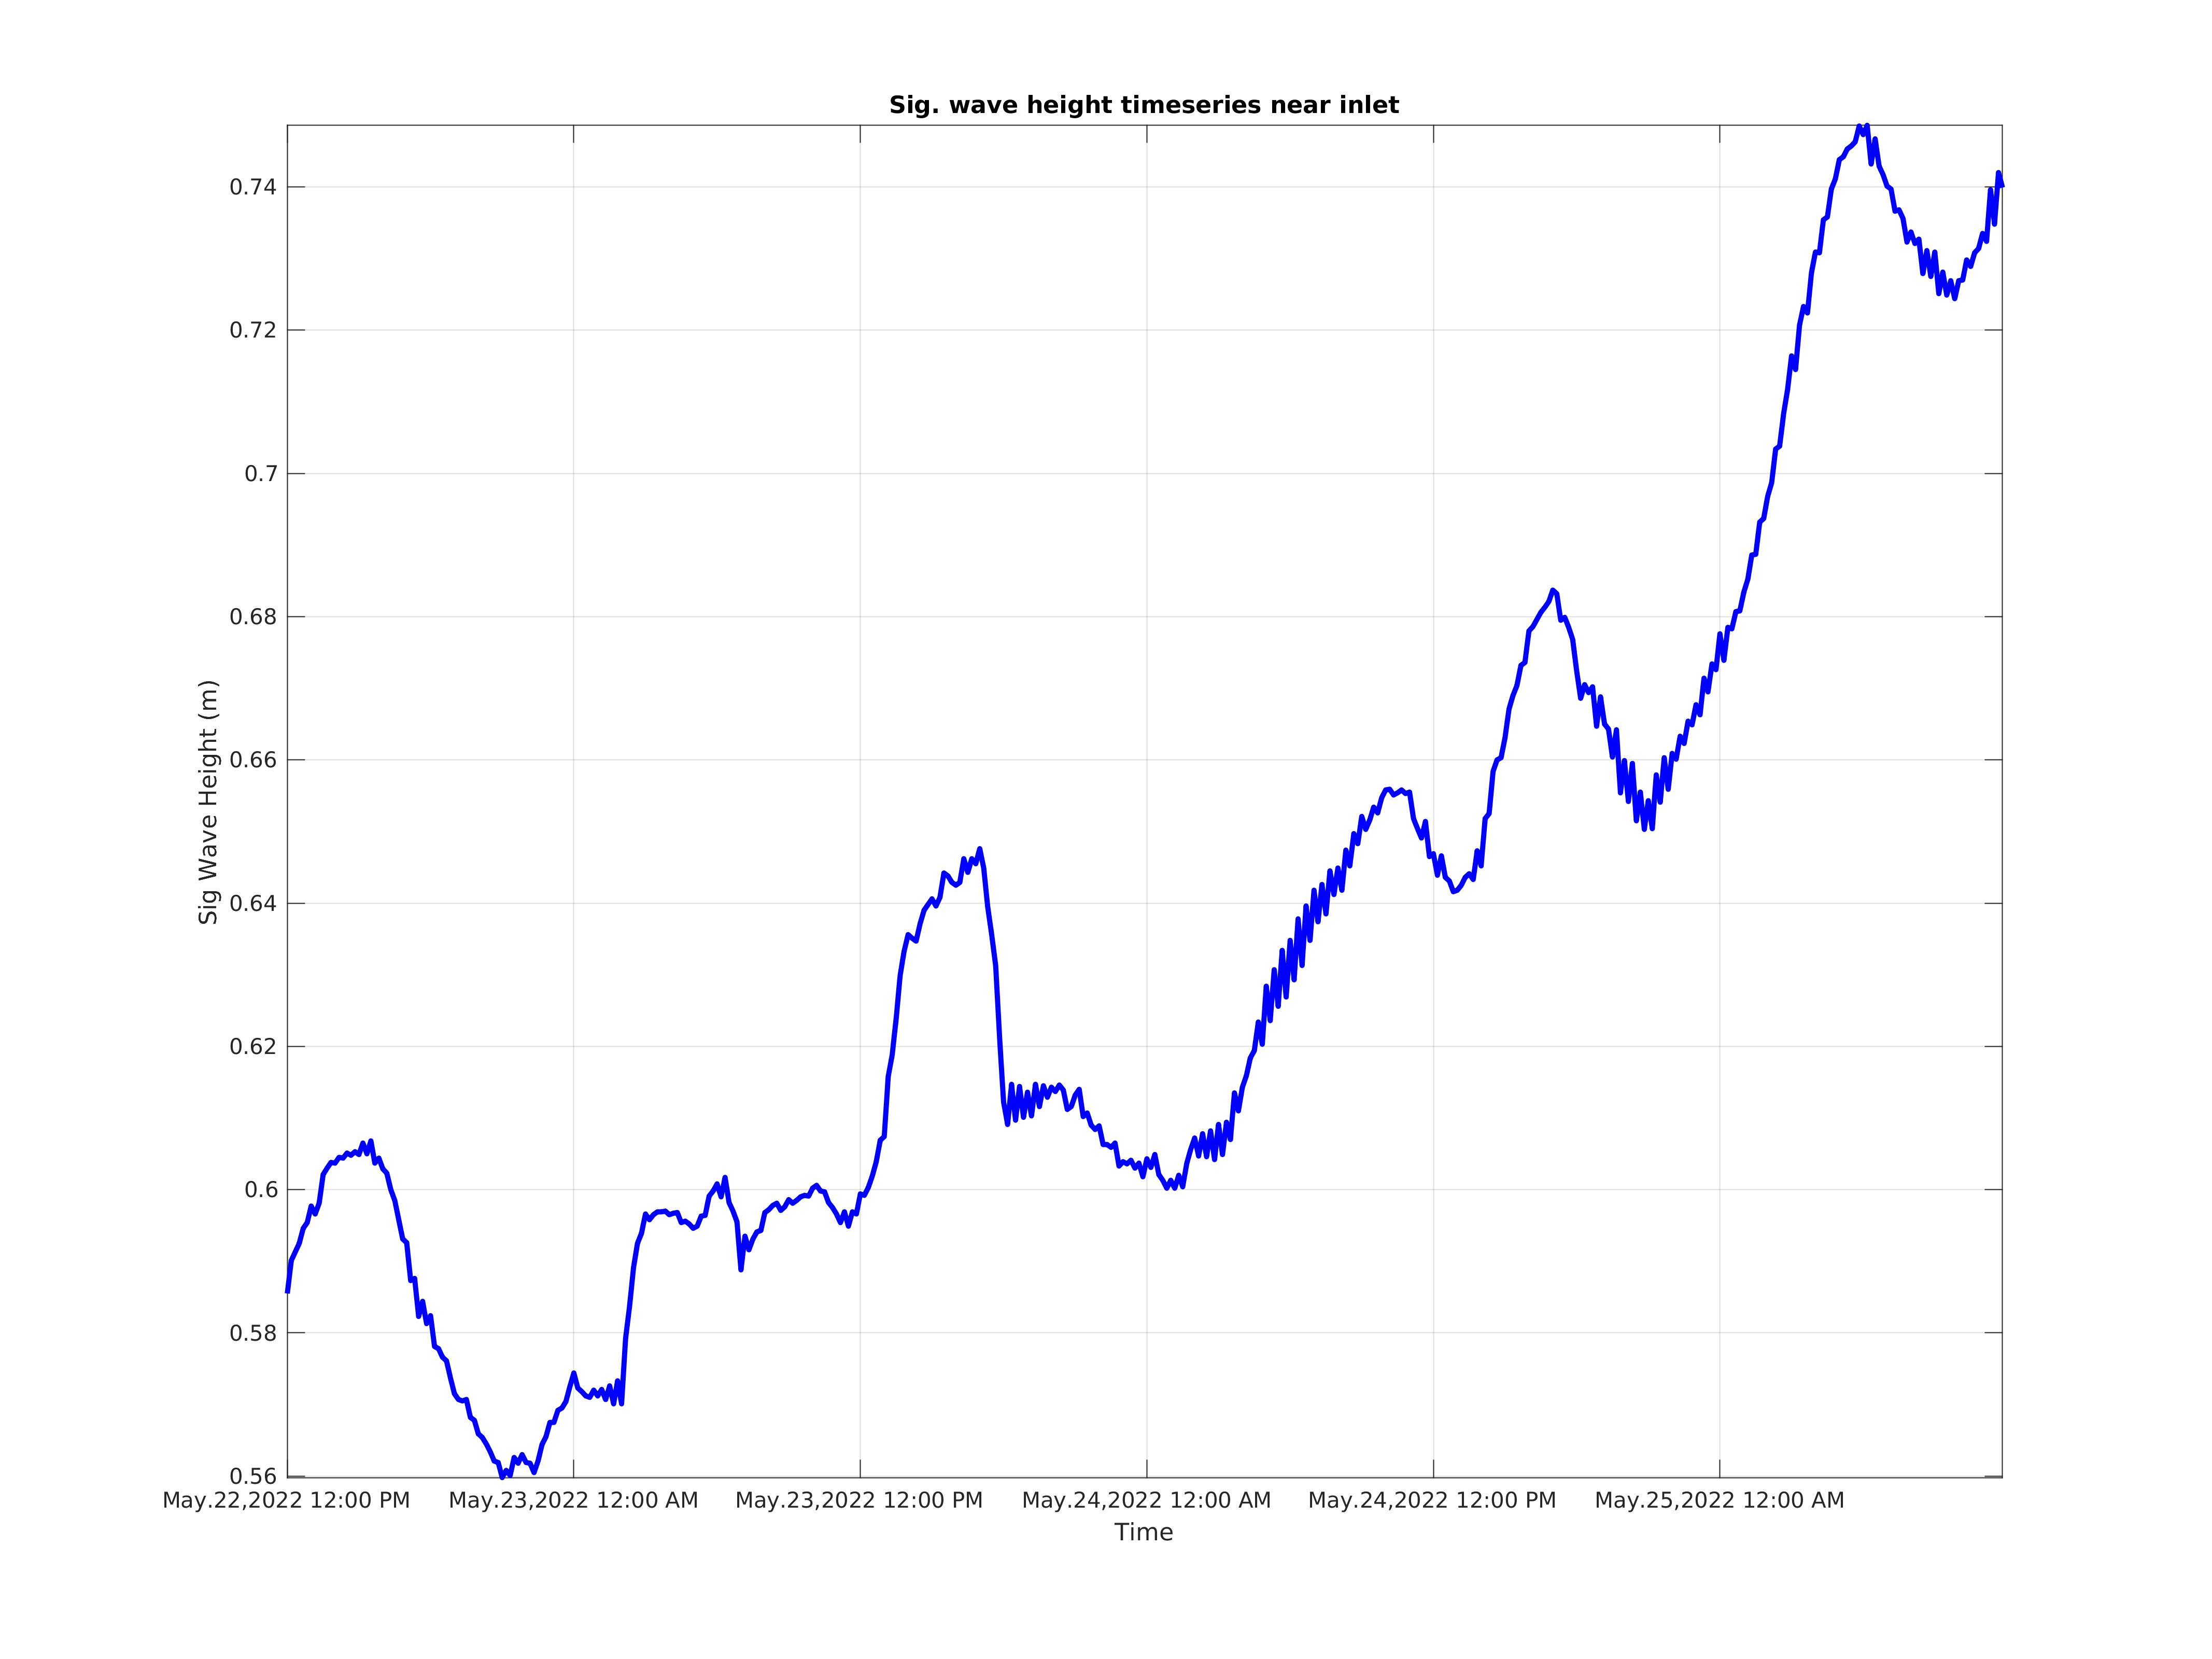 Sig. wave height timeseries near inlet
0.74
0.72
0.7
0.68
0.66
0.64
0.62
0.6
0.58
0.56
Sig Wave Height (m)
May.22,2022 12:00 PM May.23,2022 12:00 AM May.23,2022 12:00 PM May.24,2022 12:00 AM May.24,2022 12:00 PM May.25,2022 12:00 AM
Time